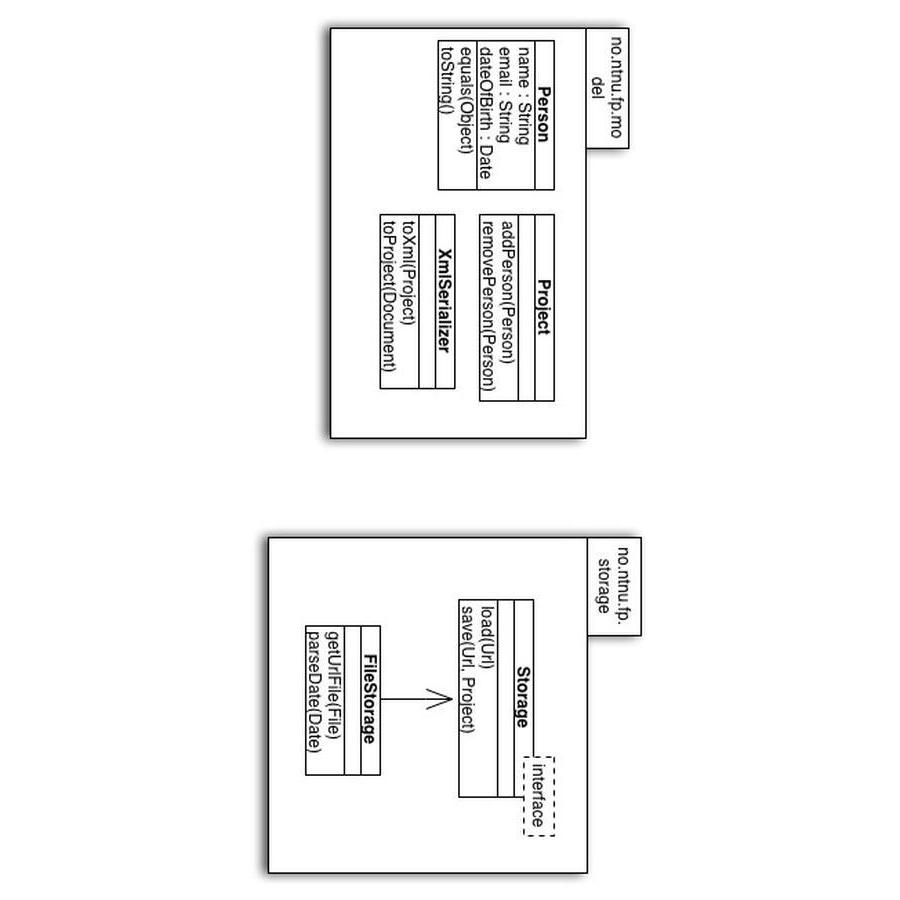 no.ntnu.fp.mo
del
Person
name : String
email : String
dateOfBirth : Date
equals(Object)
toString()
Project
addPerson(Person)
removePerson(Person)
XmlSerializer
toXml(Project)
toProject(Document)
no.ntnu.fp.
storage
interface
Storage
load(Url)
save(Url, Project)
FileStorage
getUrlFile(File)
parseDate(Date)